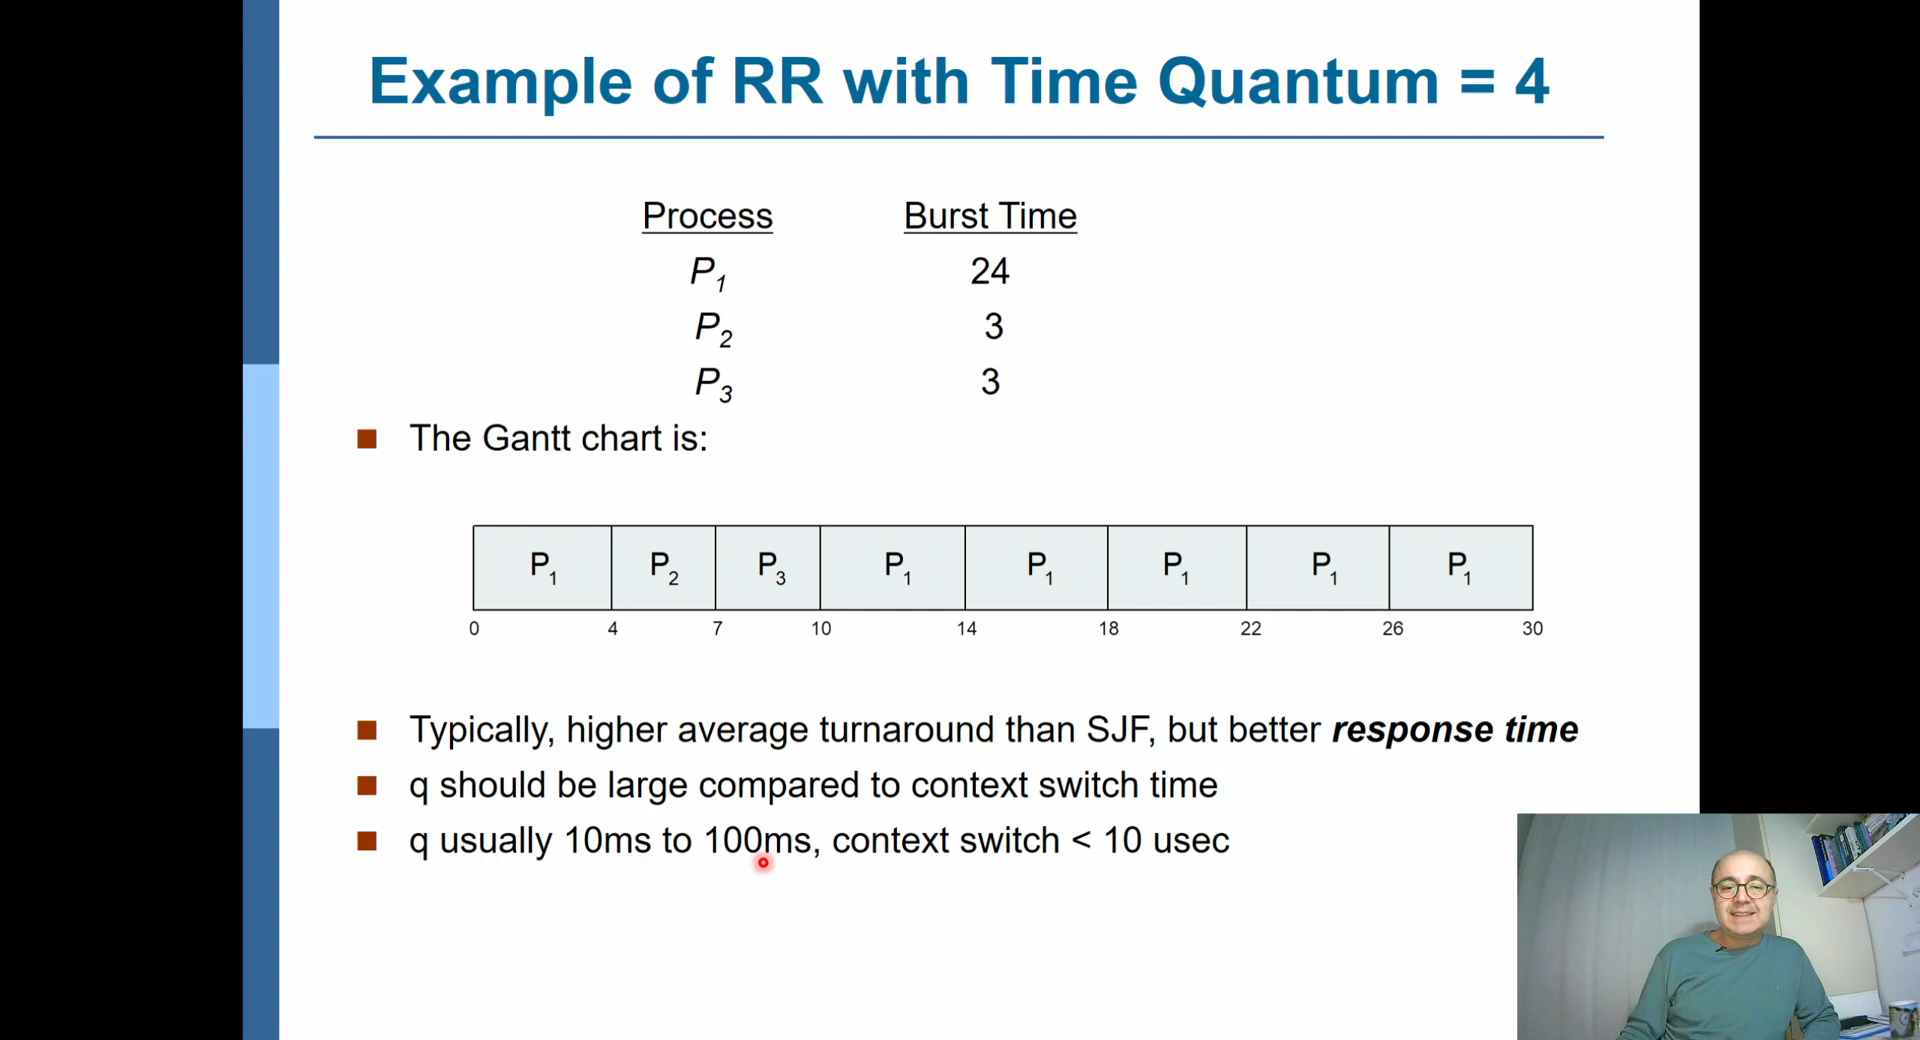 Example of RR with Time Quantum = 4
Process Burst Time
P1 24
P2 3
P3 3
The Gantt chart is:
P1 P2 P3 P1 P1 P1 P1 P1
0 4 7 10 14 18 22 26 30
Typically, higher average turnaround than SJF, but better response time
q should be large compared to context switch time
q usually 10ms to 100ms, context switch < 10 usec